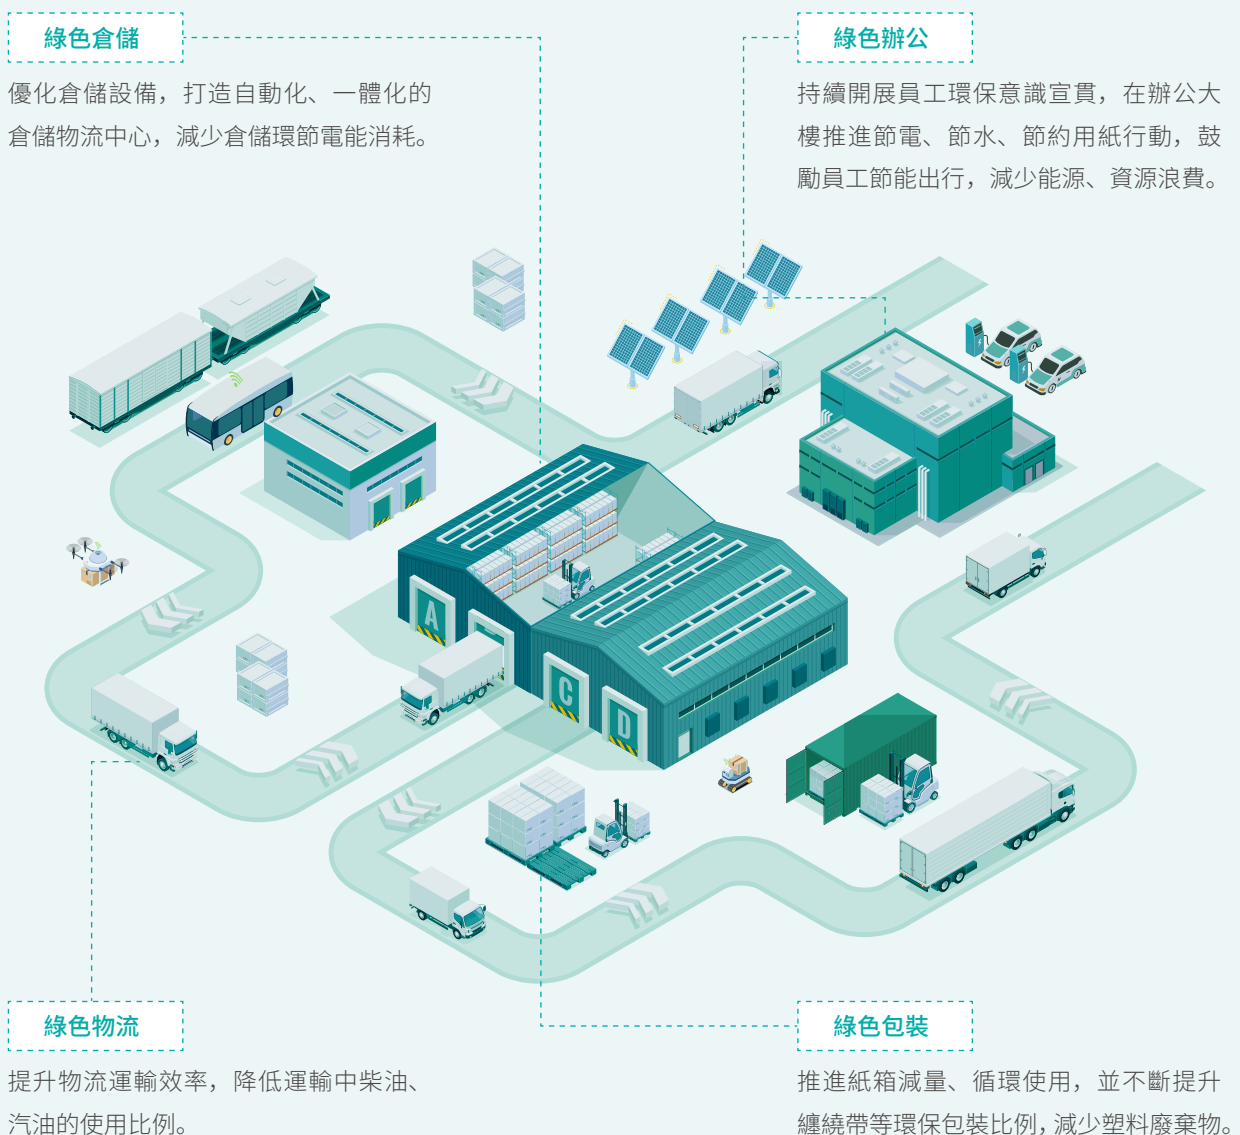 綠色倉儲
優化倉儲設備，打造自動化、一體化的
倉儲物流中心，減少倉儲環節電能消耗。
綠色辦公
持續開展員工環保意識宣貫，在辦公大
樓推進節電、節水、節約用紙行動，鼓
勵員工節能出行，減少能源、資源浪費。
A
C
D
綠色物流
提升物流運輸效率，降低運輸中柴油、
汽油的使用比例。
綠色包裝
推進紙箱減量、循環使用，並不斷提升
纏繞帶等環保包裝比例，減少塑料廢棄物。